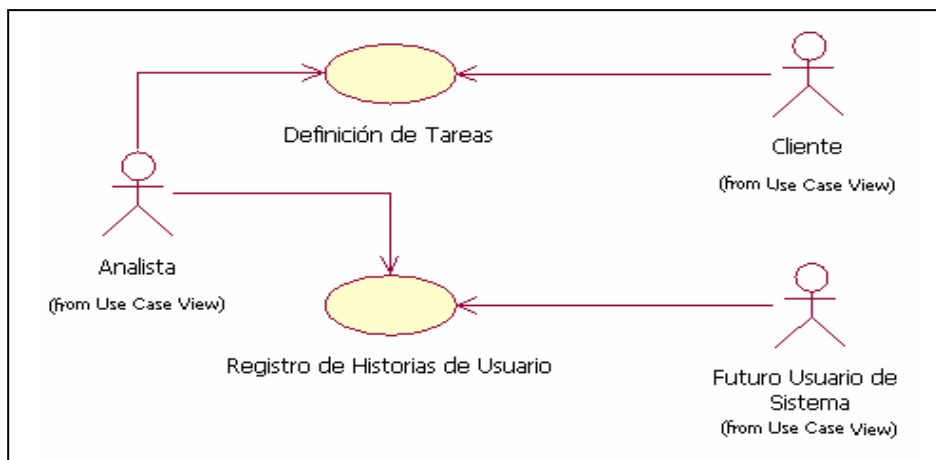 Definición de Tareas
Cliente
(from Use Case View)
Analista
(from Use Case View)
Registro de Historias de Usuario
Futuro Usuario de
Sistema
(from Use Case View)